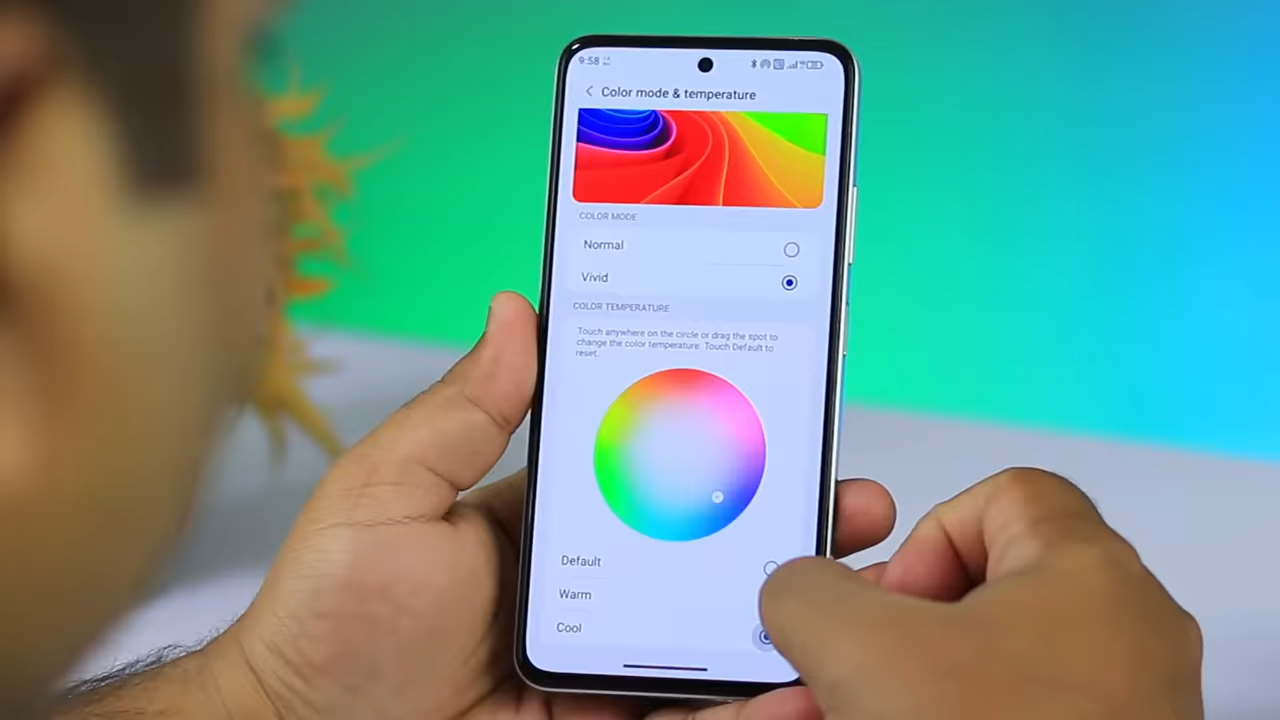 9:58
Color mode & temperature
COLOR MODE
Normal
Vivid
COLOR TEMPERATURE
Touch anywhere on the circle or drag the spot to
change the color temperature. Touch Default to
reset.
Default
Warm
Cool